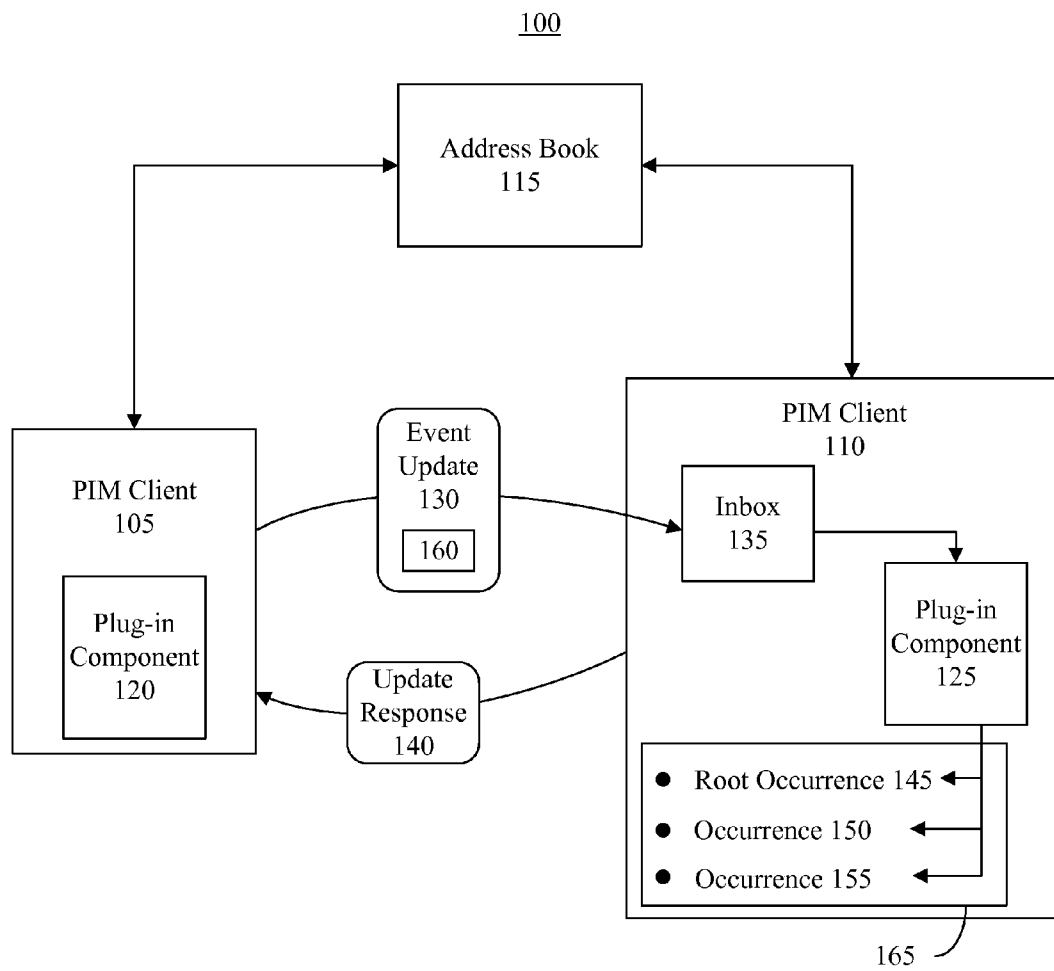 100
Address Book
115
PIM Client
110
Event
Update
130
160
PIM Client
105
Inbox
135
Plug-in
Component
120
Plug-in
Component
125
Update
Response
140
Root Occurrence 145
Occurrence 150
Occurrence 155
165